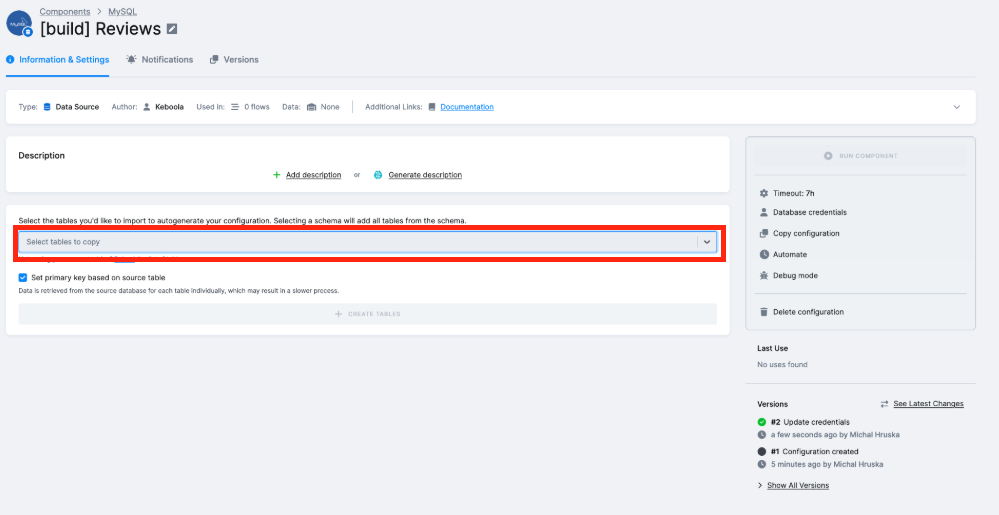 Components > MySQL
[build] Reviews
Information & Settings
Notifications
Versions
Type: Data Source Author: Keboola Used in: 0 flows Data: None Additional Links: Documentation
Description
Add description or Generate description
Select the tables you'd like to import to autogenerate your configuration. Selecting a schema will add all tables from the schema.
Select tables to copy
Set primary key based on source table
Data is retrieved from the source database for each table individually, which may result in a slower process.
CREATE TABLES
RUN COMPONENT
Timeout: 7h
Database credentials
Copy configuration
Automate
Debug mode
Delete configuration
Last Use
No uses found
Versions
See Latest Changes
#2 Update credentials
a few seconds ago by Michal Hruska
#1 Configuration created
5 minutes ago by Michal Hruska
Show All Versions